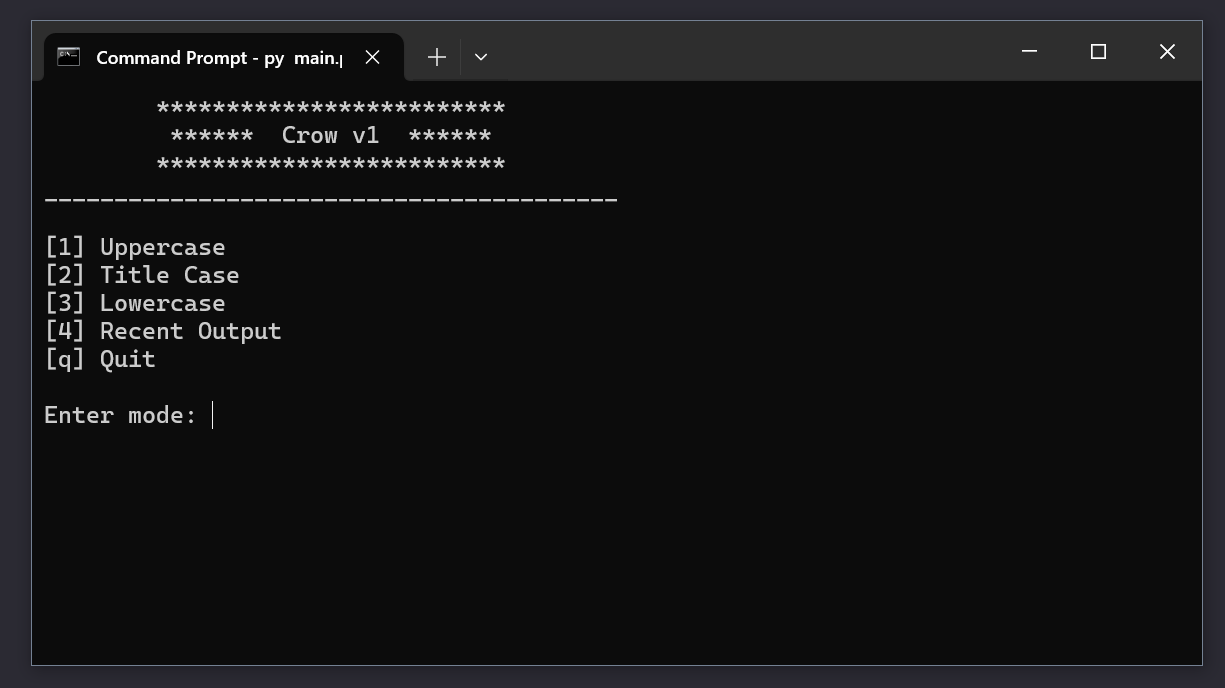 Command Prompt - py main.p
*************************
****** Crow v1 ******
*************************
-----------------------------------------
[1] Uppercase
[2] Title Case
[3] Lowercase
[4] Recent Output
[q] Quit
Enter mode: